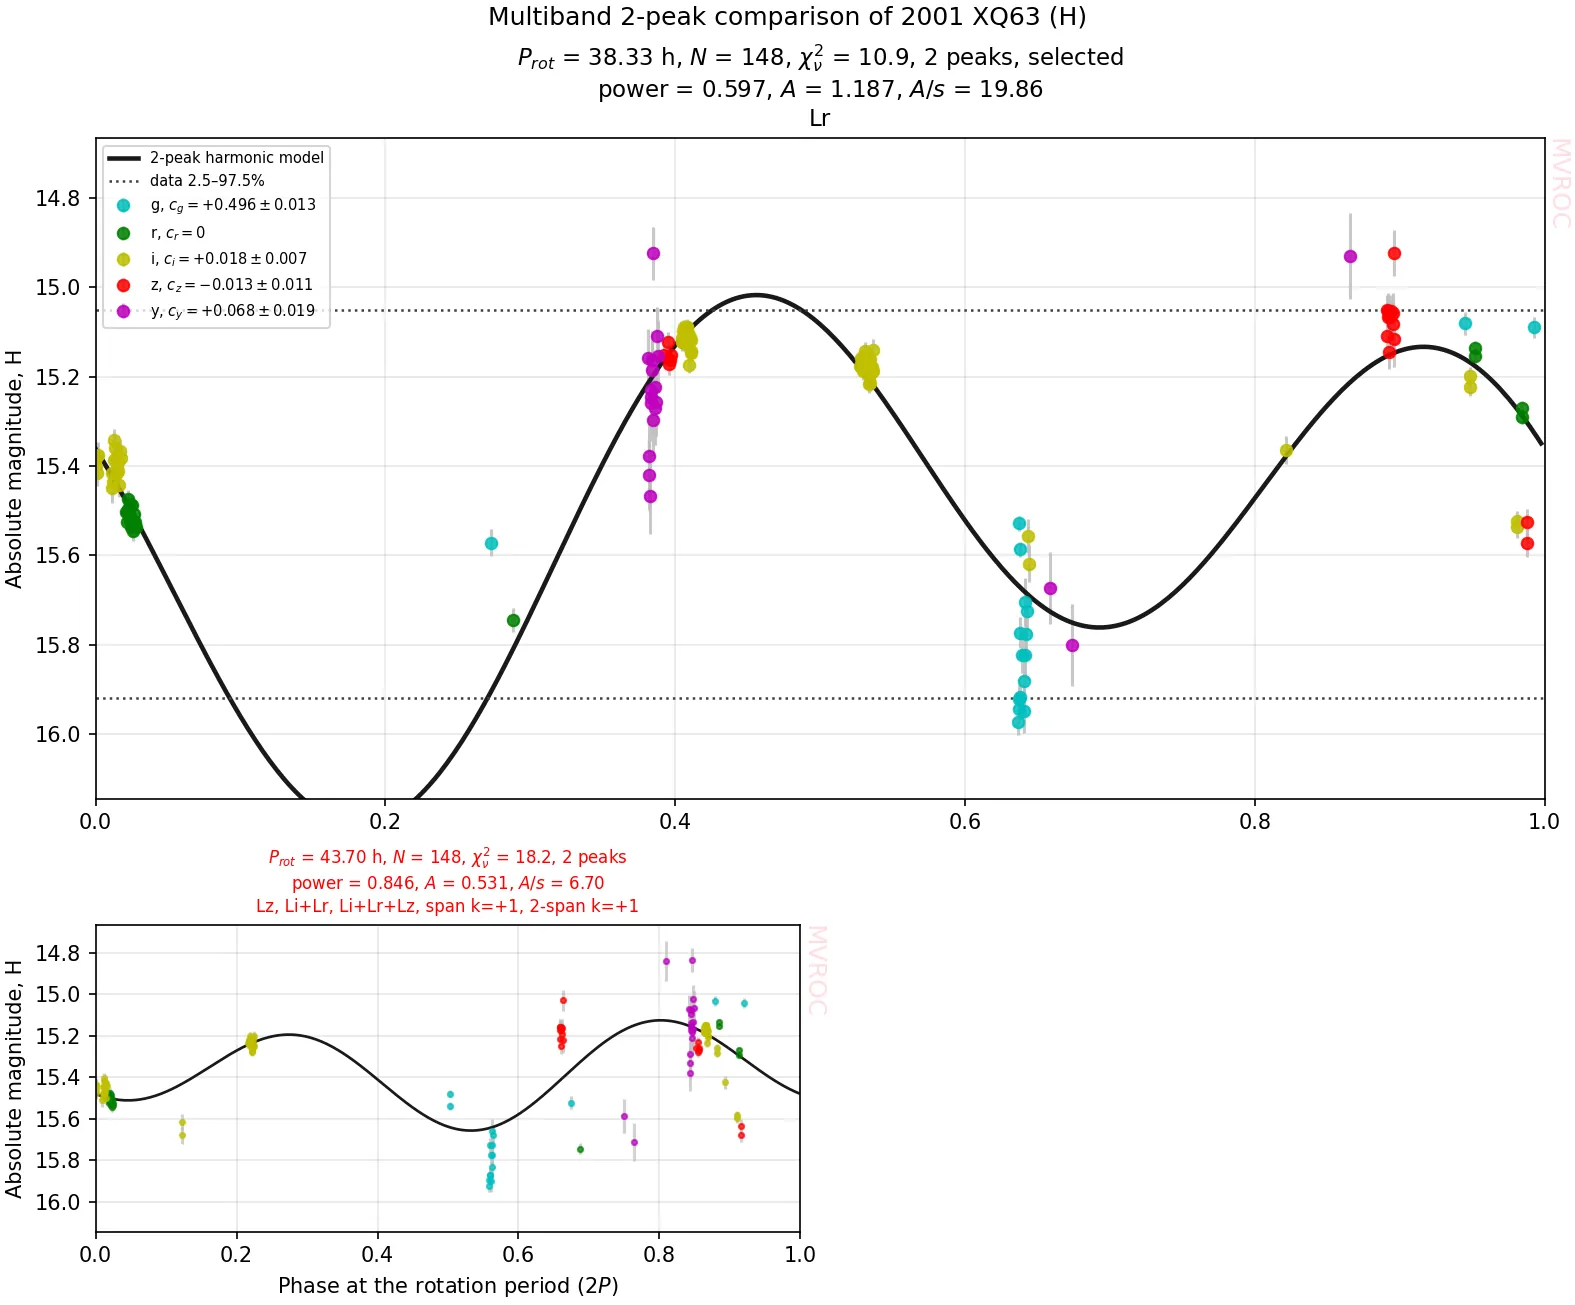 Multiband 2-peak comparison of 2001 XQ63 (H)
P_rot = 38.33 h, N = 148, χ²_ν = 10.9, 2 peaks, selected
power = 0.597, A = 1.187, A/s = 19.86
Lr
2-peak harmonic model
data 2.5–97.5%
g, c_g = +0.496 ± 0.013
r, c_r = 0
i, c_i = +0.018 ± 0.007
z, c_z = −0.013 ± 0.011
y, c_y = +0.068 ± 0.019
MVROC
Absolute magnitude, H
14.8
15.0
15.2
15.4
15.6
15.8
16.0
0.0 0.2 0.4 0.6 0.8 1.0
P_rot = 43.70 h, N = 148, χ²_ν = 18.2, 2 peaks
power = 0.846, A = 0.531, A/s = 6.70
Lz, Li+Lr, Li+Lr+Lz, span k=+1, 2-span k=+1
MVROC
Absolute magnitude, H
14.8
15.0
15.2
15.4
15.6
15.8
16.0
0.0 0.2 0.4 0.6 0.8 1.0
Phase at the rotation period (2P)